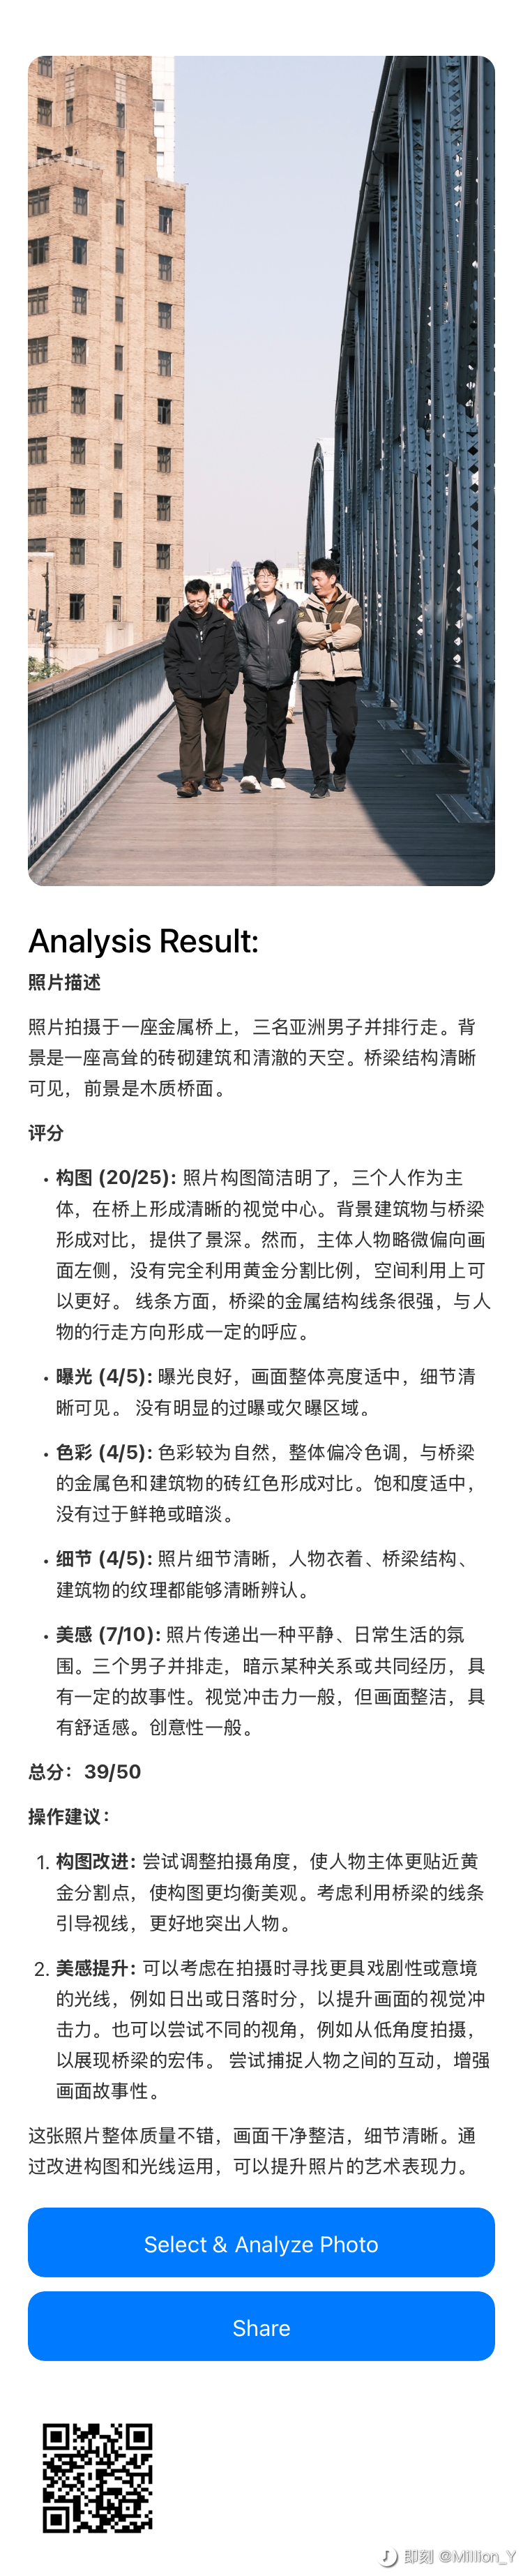 Analysis Result:
照片描述
照片拍摄于一座金属桥上，三名亚洲男子并排行走。背
景是一座高耸的砖砌建筑和清澈的天空。桥梁结构清晰
可见，前景是木质桥面。
评分
• 构图 (20/25): 照片构图简洁明了，三个人作为主
体，在桥上形成清晰的视觉中心。背景建筑物与桥梁
形成对比，提供了景深。然而，主体人物略微偏向画
面左侧，没有完全利用黄金分割比例，空间利用上可
以更好。 线条方面，桥梁的金属结构线条很强，与人
物的行走方向形成一定的呼应。
• 曝光 (4/5): 曝光良好，画面整体亮度适中，细节清
晰可见。 没有明显的过曝或欠曝区域。
• 色彩 (4/5): 色彩较为自然，整体偏冷色调，与桥梁
的金属色和建筑物的砖红色形成对比。饱和度适中，
没有过于鲜艳或暗淡。
• 细节 (4/5): 照片细节清晰，人物衣着、桥梁结构、
建筑物的纹理都能够清晰辨认。
• 美感 (7/10): 照片传递出一种平静、日常生活的氛
围。三个男子并排走，暗示某种关系或共同经历，具
有一定的故事性。视觉冲击力一般，但画面整洁，具
有舒适感。创意性一般。
总分：39/50
操作建议：
1. 构图改进: 尝试调整拍摄角度，使人物主体更贴近黄
金分割点，使构图更均衡美观。考虑利用桥梁的线条
引导视线，更好地突出人物。
2. 美感提升: 可以考虑在拍摄时寻找更具戏剧性或意境
的光线，例如日出或日落时分，以提升画面的视觉冲
击力。也可以尝试不同的视角，例如从低角度拍摄，
以展现桥梁的宏伟。 尝试捕捉人物之间的互动，增强
画面故事性。
这张照片整体质量不错，画面干净整洁，细节清晰。通
过改进构图和光线运用，可以提升照片的艺术表现力。
Select & Analyze Photo
Share
即刻 @Million_Y